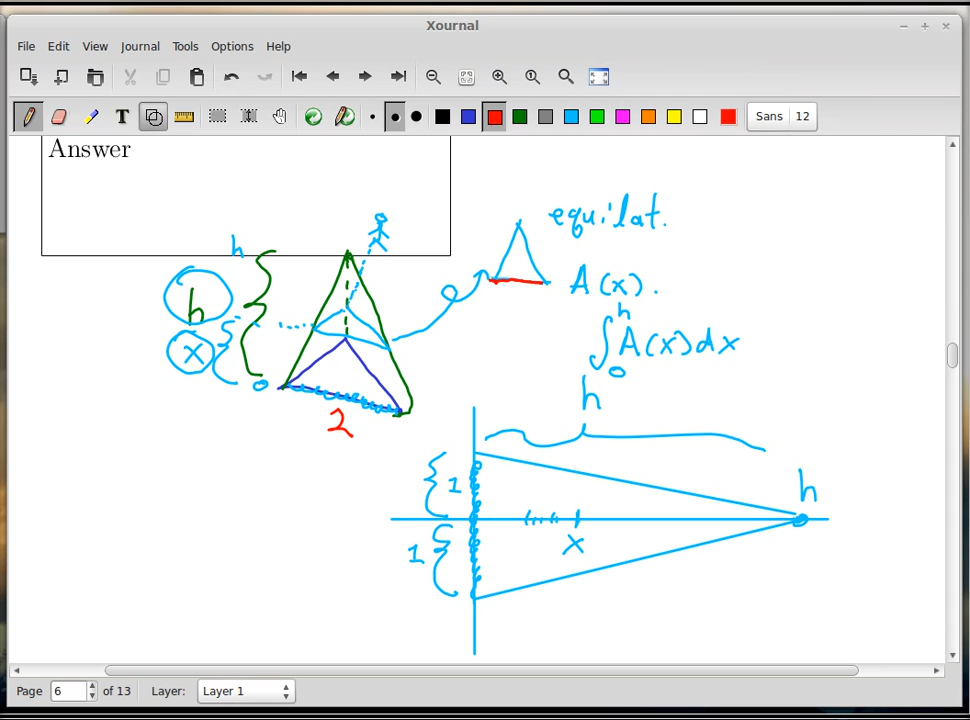 Xournal
File Edit View Journal Tools Options Help
Sans 12
Answer
equilat.
h
h
A(x).
x
∫₀ʰ A(x)dx
0
2
h
1
h
1
x
Page 6 of 13 Layer: Layer 1